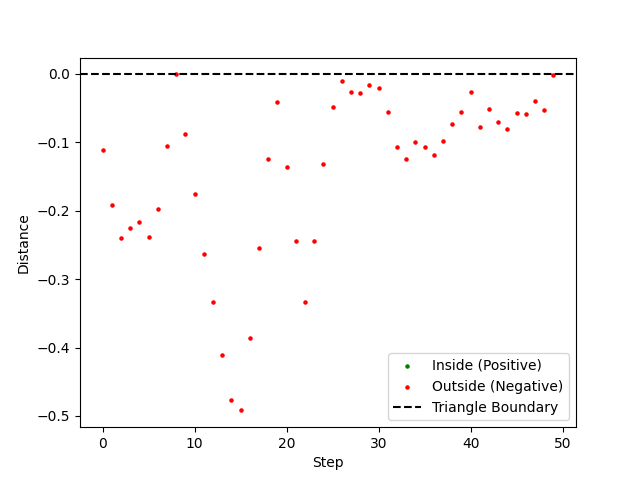 0.0
−0.1
−0.2
−0.3
−0.4
−0.5
Distance
0 10 20 30 40 50
Step
Inside (Positive)
Outside (Negative)
Triangle Boundary